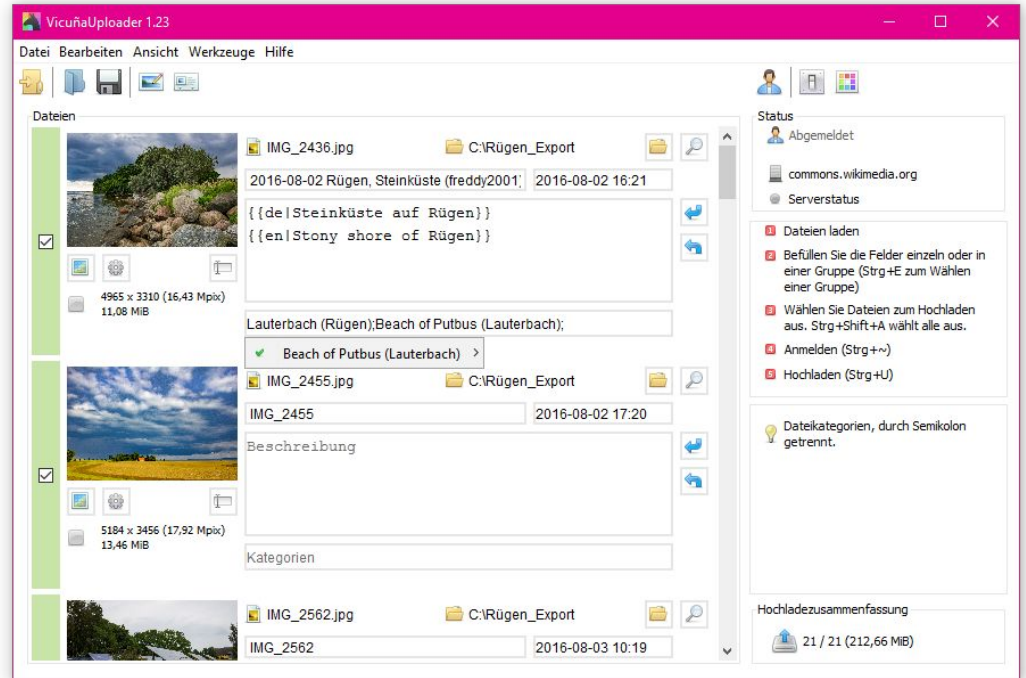 VicuñaUploader 1.23
Datei Bearbeiten Ansicht Werkzeuge Hilfe
Dateien
IMG_2436.jpg
C:\Rügen_Export
2016-08-02 Rügen, Steinküste (freddy2001)
2016-08-02 16:21
{{de|Steinküste auf Rügen}}
{{en|Stony shore of Rügen}}
4965 x 3310 (16,43 Mpix)
11,08 MiB
Lauterbach (Rügen);Beach of Putbus (Lauterbach);
Beach of Putbus (Lauterbach)
IMG_2455.jpg
C:\Rügen_Export
IMG_2455
2016-08-02 17:20
Beschreibung
5184 x 3456 (17,92 Mpix)
13,46 MiB
Kategorien
IMG_2562.jpg
C:\Rügen_Export
IMG_2562
2016-08-03 10:19
Status
Abgemeldet
commons.wikimedia.org
Serverstatus
1 Dateien laden
2 Befüllen Sie die Felder einzeln oder in
einer Gruppe (Strg+E zum Wählen
einer Gruppe)
3 Wählen Sie Dateien zum Hochladen
aus. Strg+Shift+A wählt alle aus.
4 Anmelden (Strg+~)
5 Hochladen (Strg+U)
Dateikategorien, durch Semikolon
getrennt.
Hochladezusammenfassung
21 / 21 (212,66 MiB)